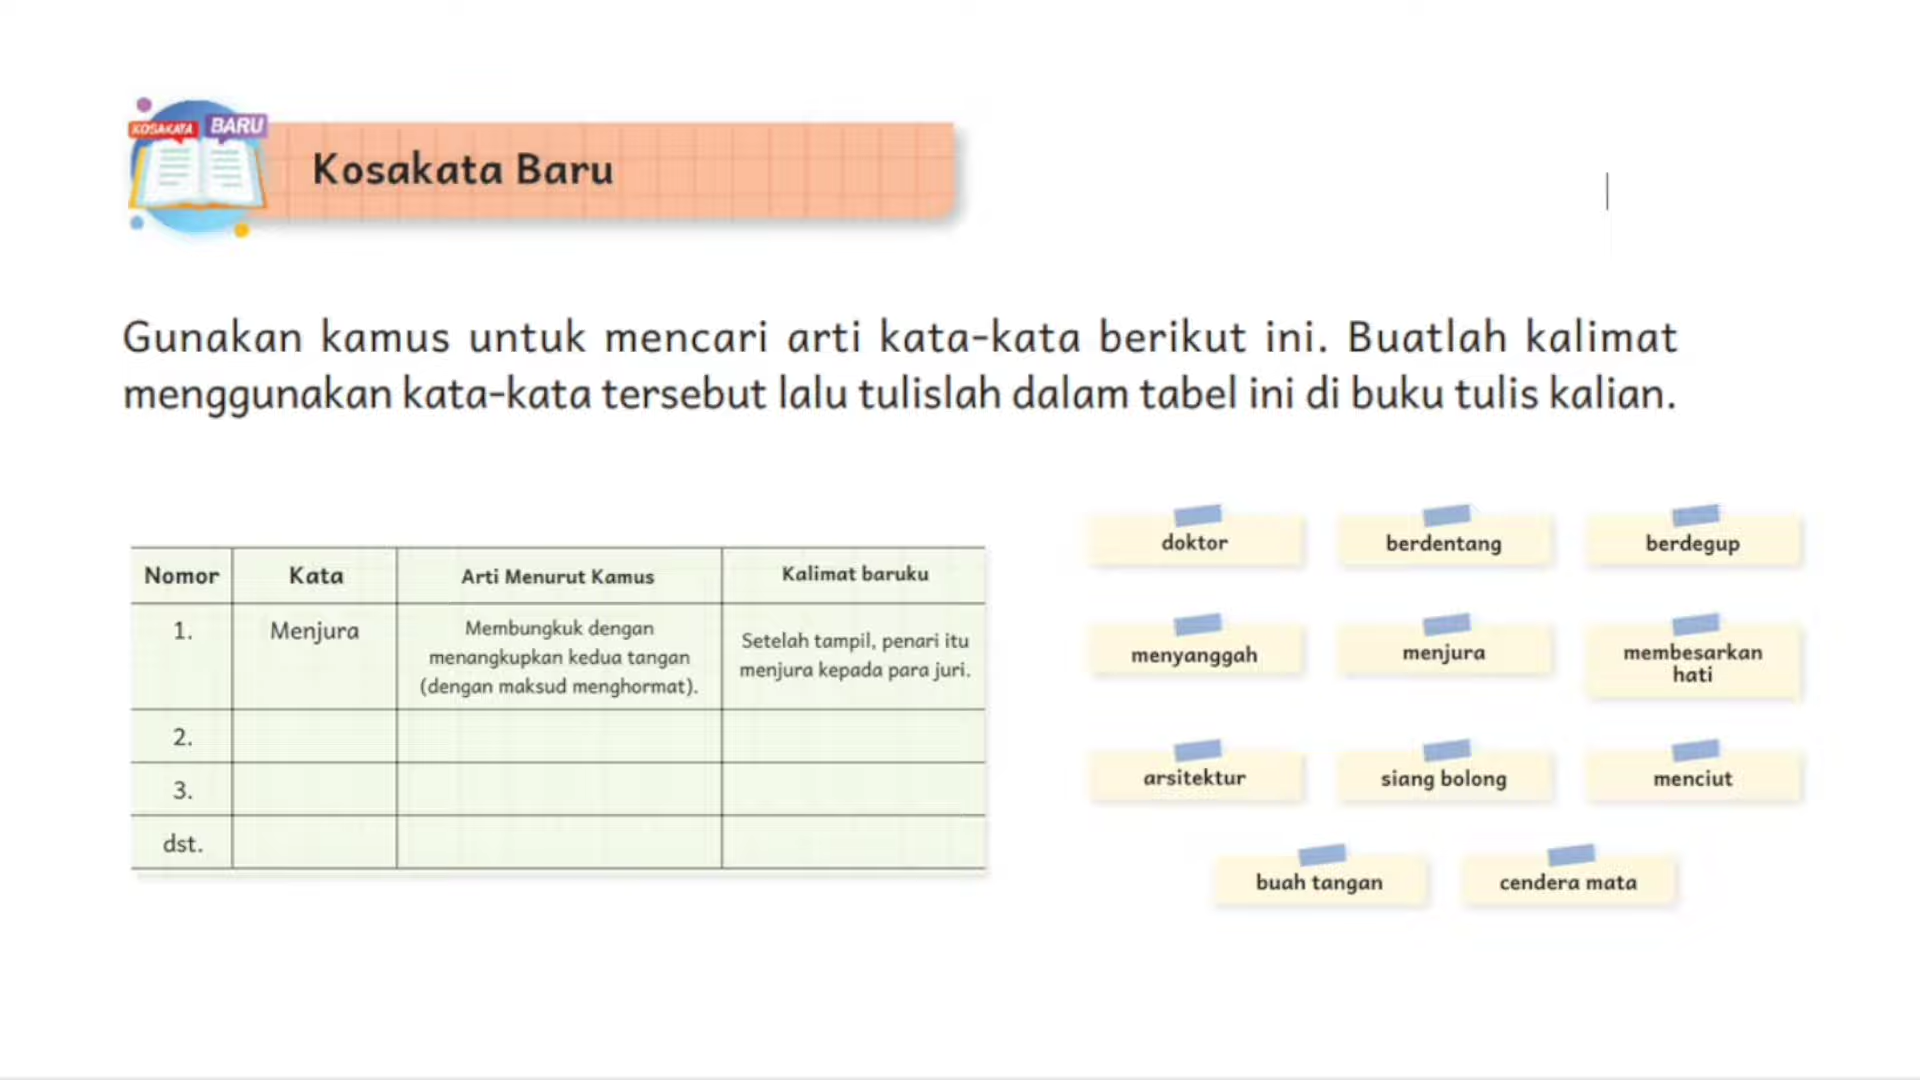 KOSAKATA BARU
Kosakata Baru
Gunakan kamus untuk mencari arti kata-kata berikut ini. Buatlah kalimat
menggunakan kata-kata tersebut lalu tulislah dalam tabel ini di buku tulis kalian.
Nomor Kata Arti Menurut Kamus Kalimat baruku
1. Menjura
Membungkuk dengan
menangkupkan kedua tangan
(dengan maksud menghormat).
Setelah tampil, penari itu
menjura kepada para juri.
2.
3.
dst.
doktor berdentang berdegup
menyanggah menjura membesarkan
hati
arsitektur siang bolong menciut
buah tangan cendera mata